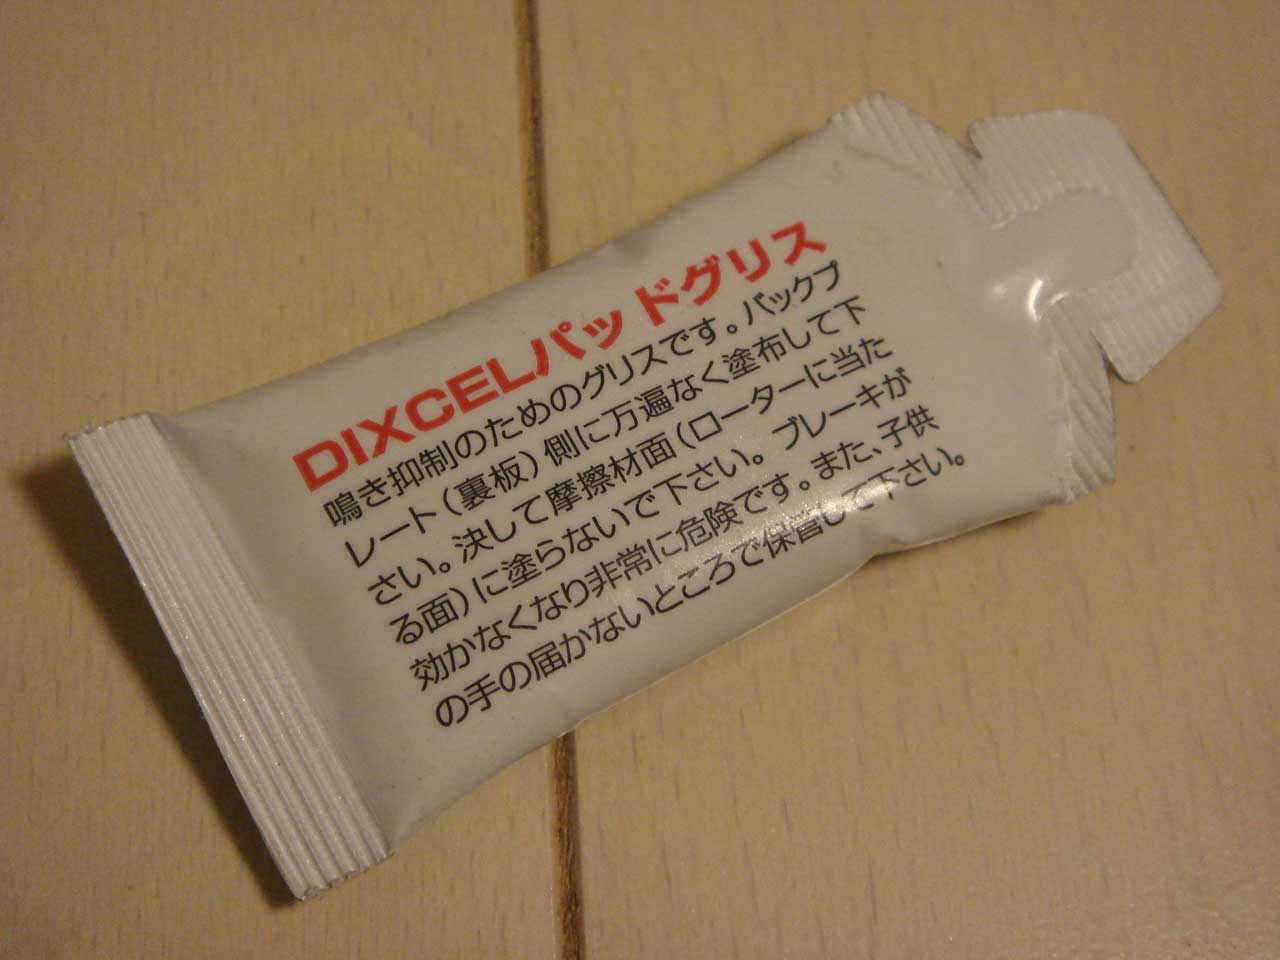 DIXCELパッドグリス
鳴き抑制のためのグリスです。バックプ
レート(裏板)側に万遍なく塗布して下
さい。決して摩擦材面(ローターに当た
る面)に塗らないで下さい。ブレーキが
効かなくなり非常に危険です。また、子供
の手の届かないところで保管して下さい。